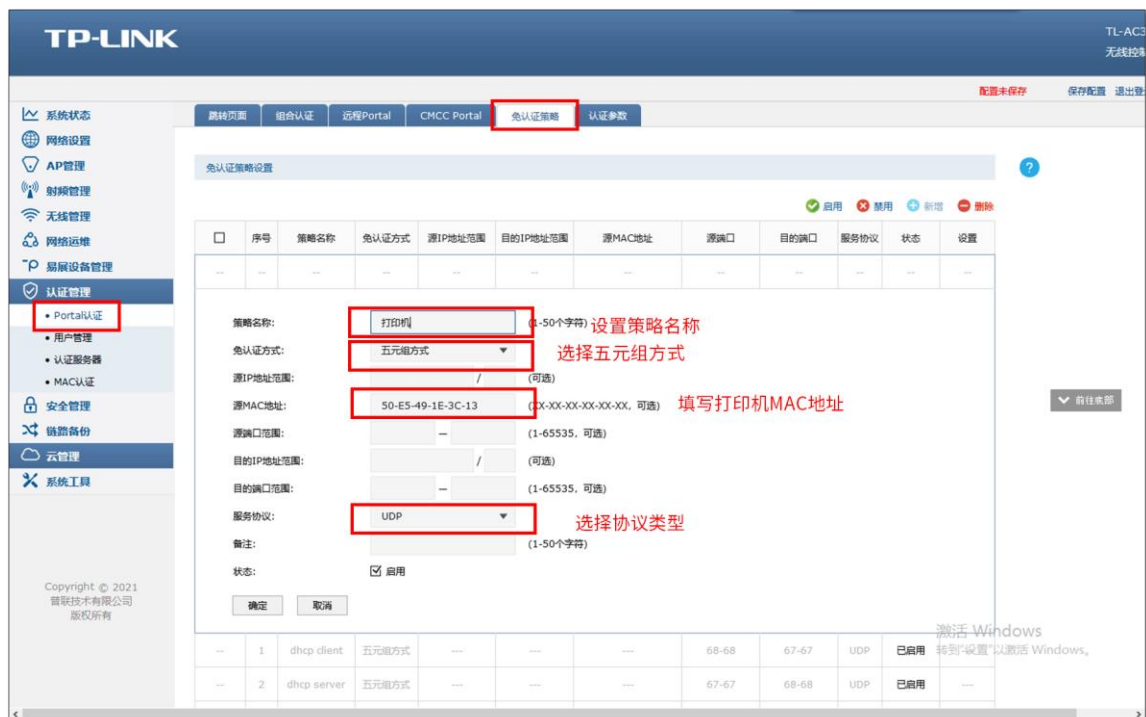 TP-LINK
TL-AC3
无线控制
配置未保存 保存配置 退出登
系统状态
网络设置
AP管理
射频管理
无线管理
网络运维
易展设备管理
认证管理
• Portal认证
• 用户管理
• 认证服务器
• MAC认证
安全管理
链路备份
云管理
系统工具
Copyright © 2021
普联技术有限公司
版权所有
跳转页面 组合认证 远程Portal CMCC Portal 免认证策略 认证参数
免认证策略设置
?
启用 禁用 新增 删除
序号 策略名称 免认证方式 源IP地址范围 目的IP地址范围 源MAC地址 源端口 目的端口 服务协议 状态 设置
-- -- -- -- -- -- -- -- -- -- -- --
策略名称: 打印机 (1-50个字符) 设置策略名称
免认证方式: 五元组方式 选择五元组方式
源IP地址范围: / (可选)
源MAC地址: 50-E5-49-1E-3C-13 (XX-XX-XX-XX-XX-XX, 可选) 填写打印机MAC地址
源端口范围: — (1-65535, 可选)
目的IP地址范围: / (可选)
目的端口范围: — (1-65535, 可选)
服务协议: UDP 选择协议类型
备注: (1-50个字符)
状态: 启用
确定 取消
前往底部
-- 1 dhcp client 五元组方式 --- --- --- 68-68 67-67 UDP 已启用
-- 2 dhcp server 五元组方式 --- --- --- 67-67 68-68 UDP 已启用 ---
激活 Windows
转到"设置"以激活 Windows。